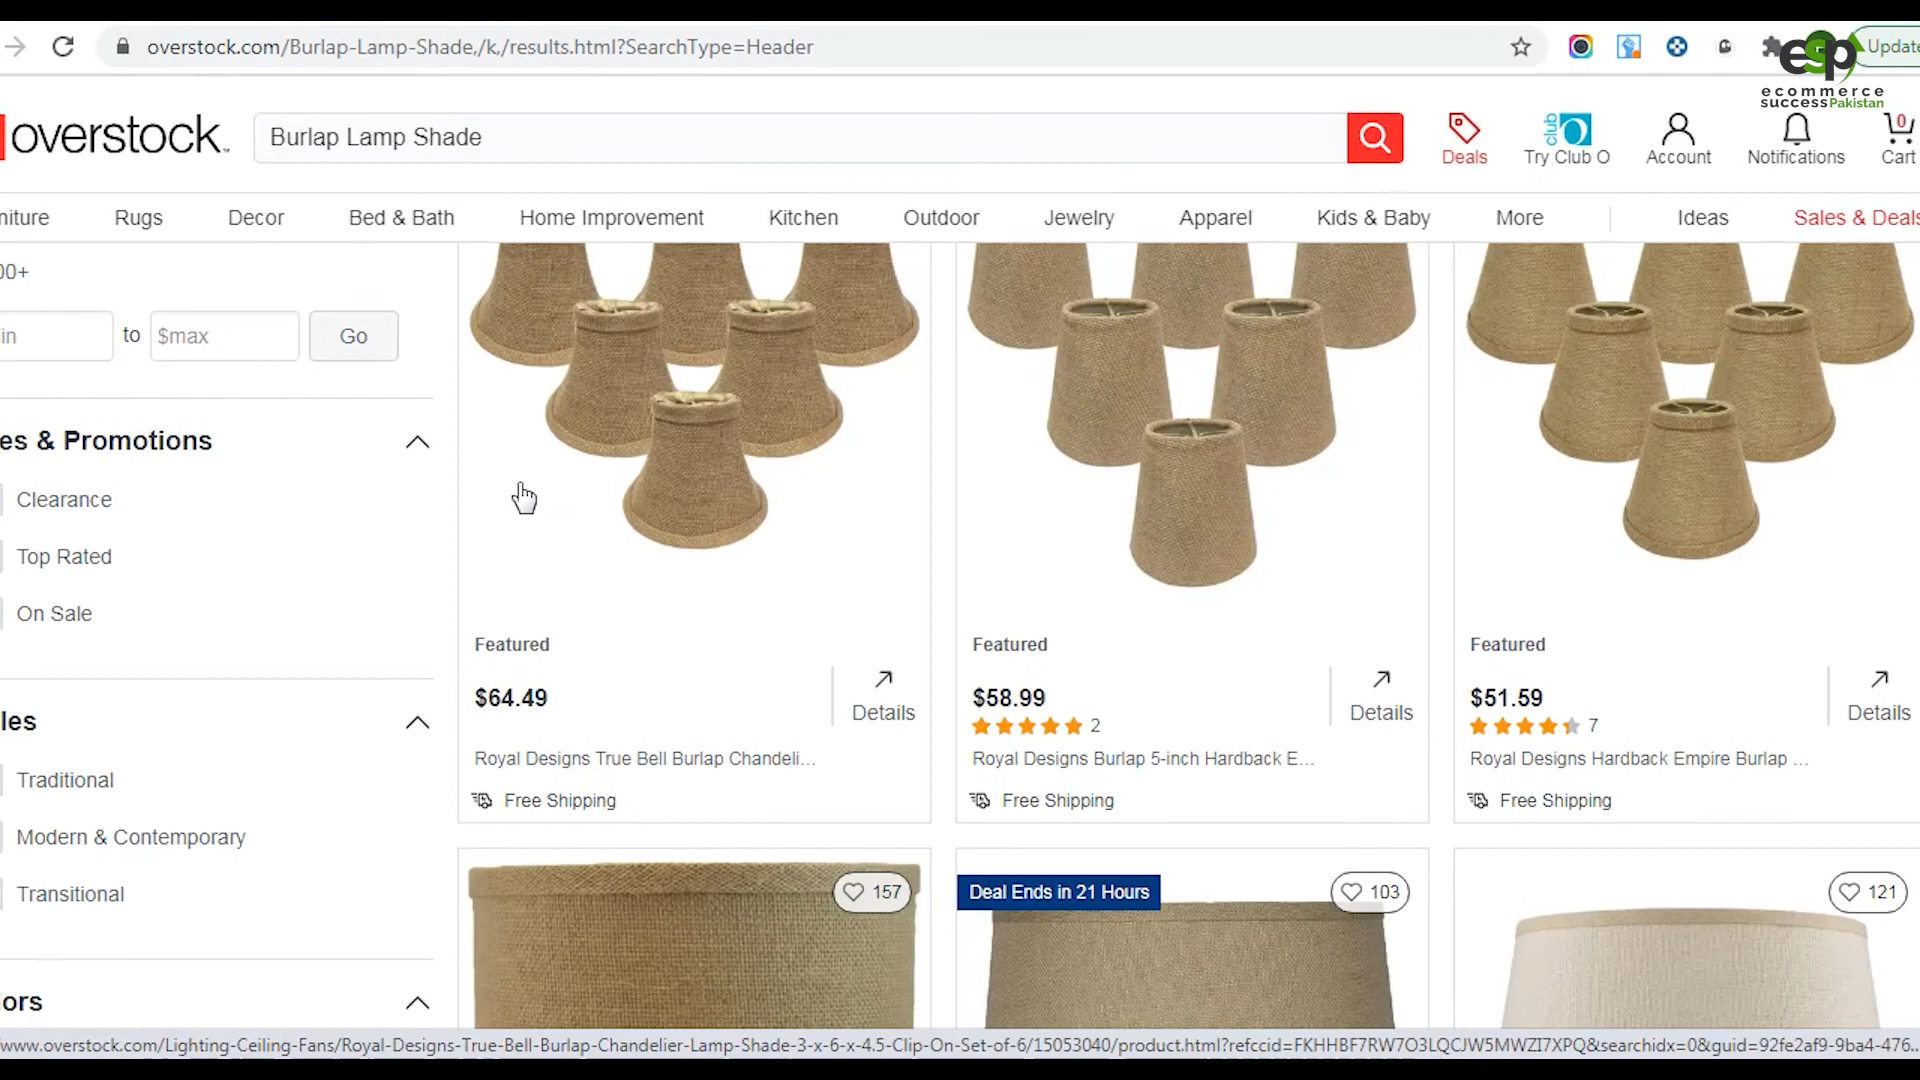 overstock.com/Burlap-Lamp-Shade,/k,/results.html?SearchType=Header
Update
esp
ecommerce
successPakistan
overstock™
Burlap Lamp Shade
Deals
club O
Try Club O
Account
Notifications
0
Cart
niture
Rugs
Decor
Bed & Bath
Home Improvement
Kitchen
Outdoor
Jewelry
Apparel
Kids & Baby
More
Ideas
Sales & Deals
00+
in
to
$max
Go
es & Promotions
Clearance
Top Rated
On Sale
les
Traditional
Modern & Contemporary
Transitional
ors
Featured
$64.49
Details
Royal Designs True Bell Burlap Chandeli...
Free Shipping
Featured
$58.99
2
Details
Royal Designs Burlap 5-inch Hardback E...
Free Shipping
Featured
$51.59
7
Details
Royal Designs Hardback Empire Burlap ...
Free Shipping
157
Deal Ends in 21 Hours
103
121
www.overstock.com/Lighting-Ceiling-Fans/Royal-Designs-True-Bell-Burlap-Chandelier-Lamp-Shade-3-x-6-x-4.5-Clip-On-Set-of-6/15053040/product.html?refccid=FKHHBF7RW7O3LQCJW5MWZI7XPQ&searchidx=0&guid=92fe2af9-9ba4-476...